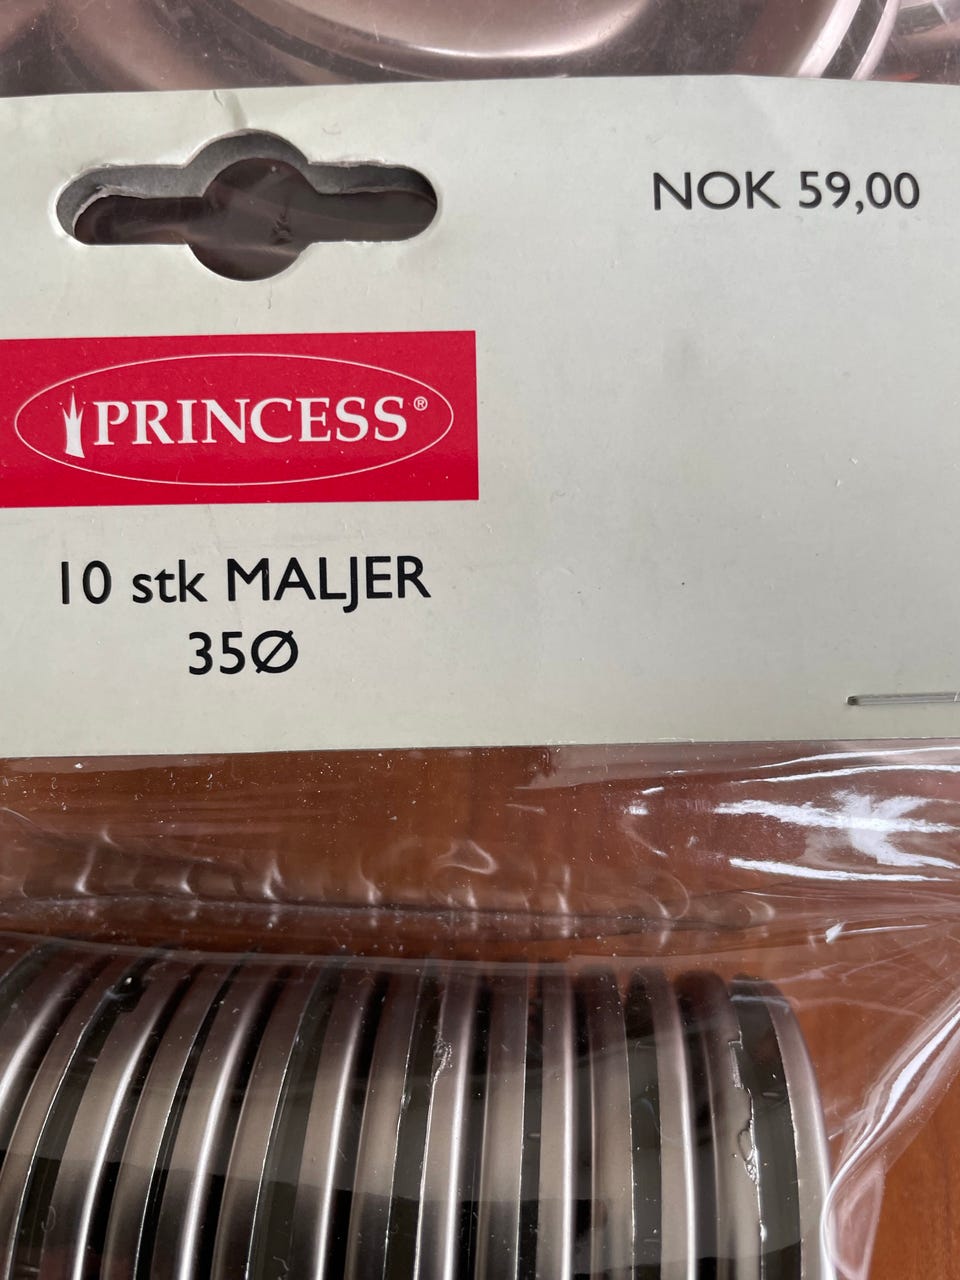 NOK 59,00
PRINCESS®
10 stk MALJER
35Ø